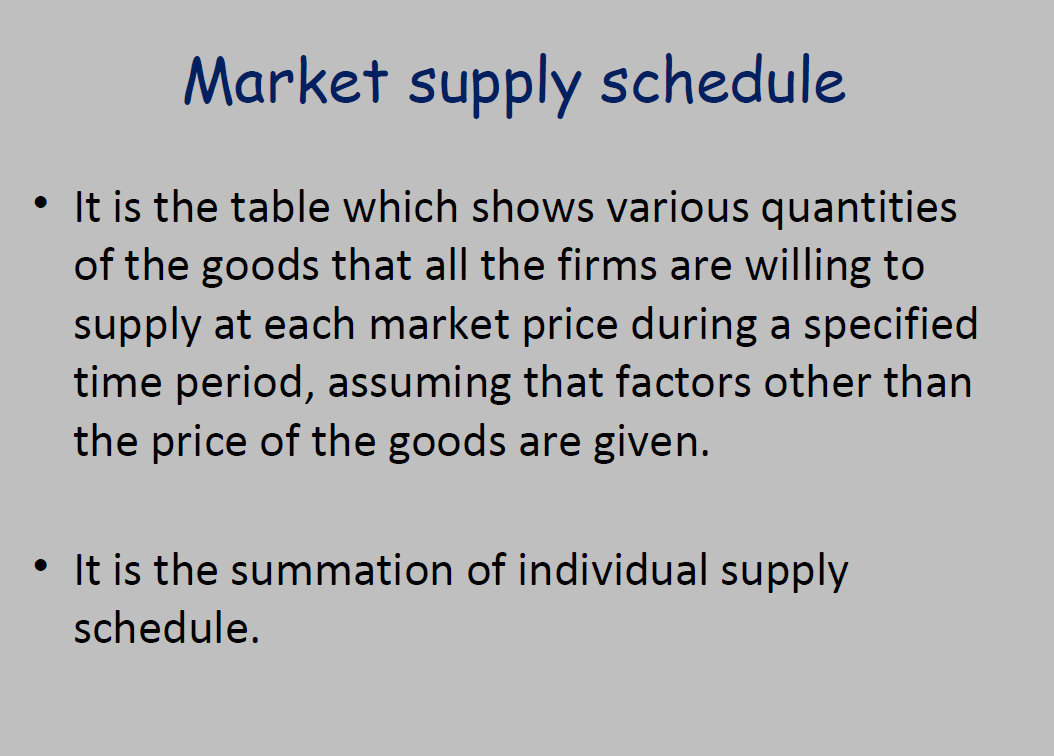 Market supply schedule
• It is the table which shows various quantities
of the goods that all the firms are willing to
supply at each market price during a specified
time period, assuming that factors other than
the price of the goods are given.
• It is the summation of individual supply
schedule.